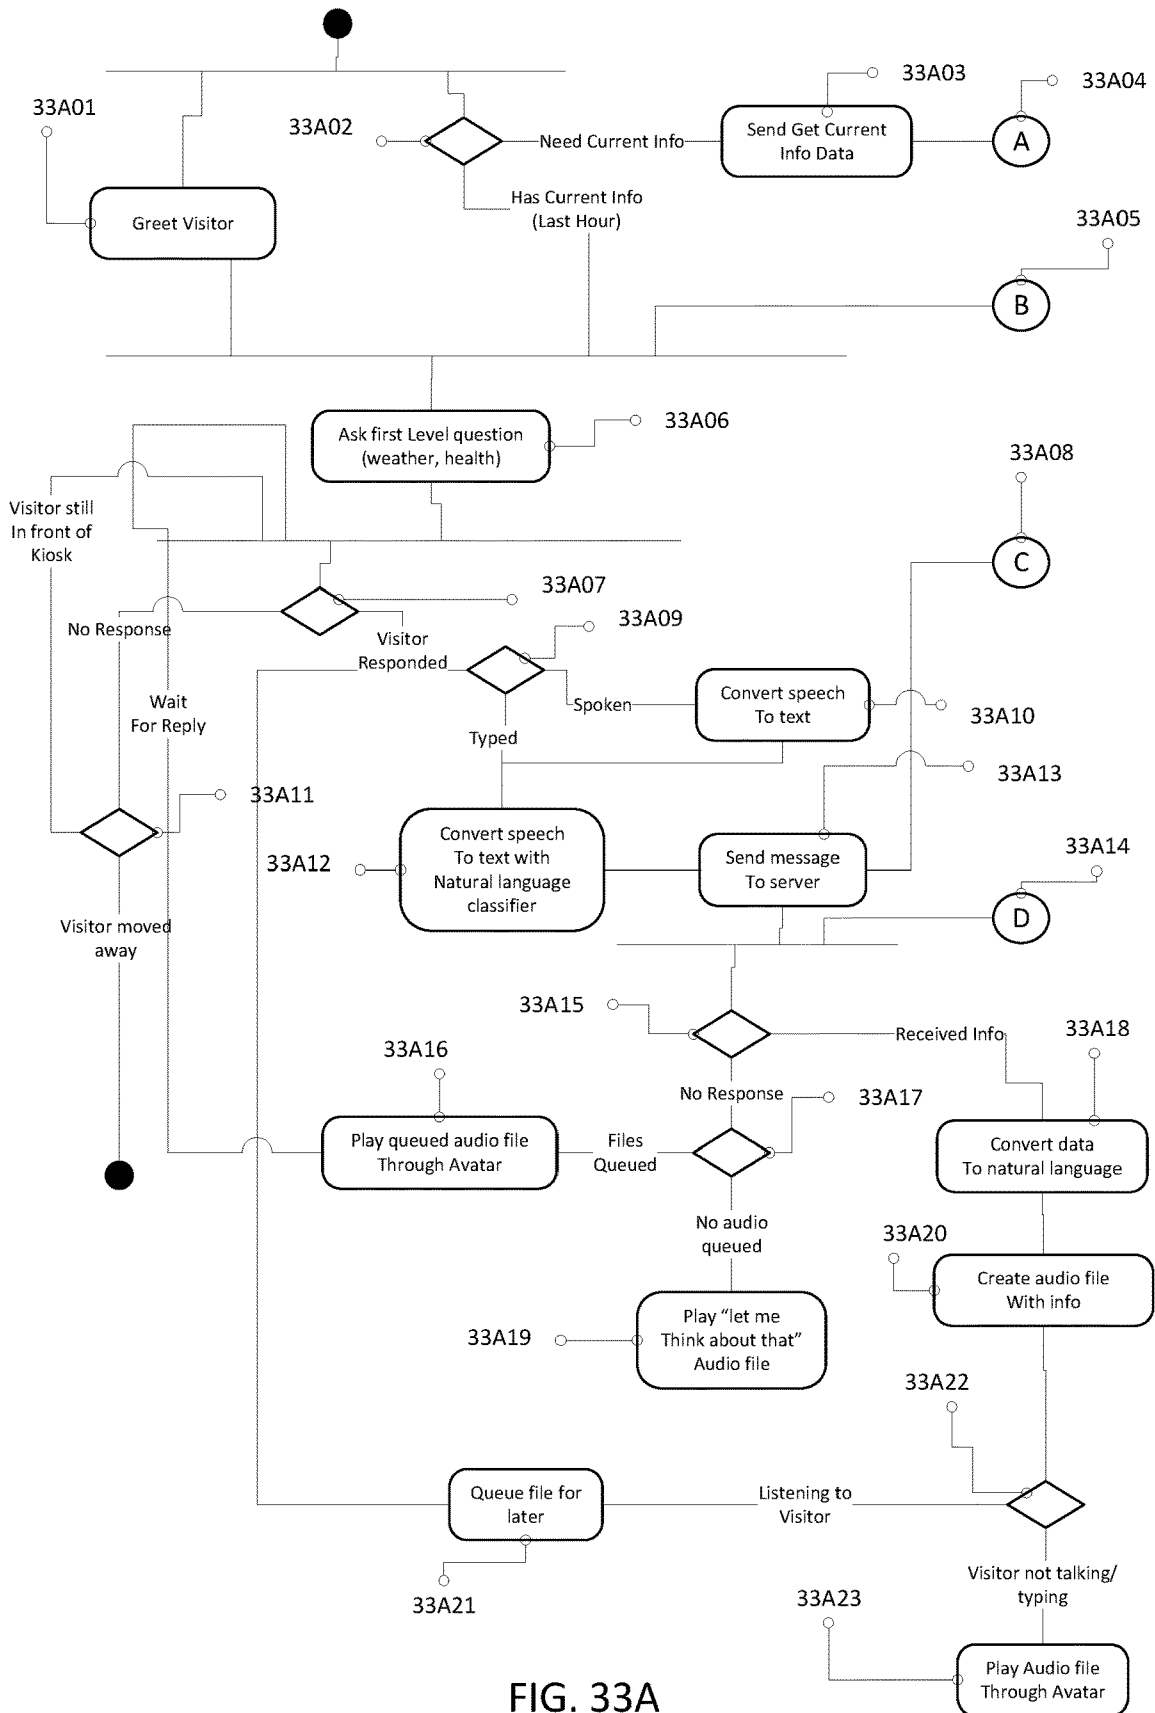 33A03
33A04
33A01
33A02
Need Current Info
Send Get Current
Info Data
A
Has Current Info
(Last Hour)
Greet Visitor
33A05
B
33A06
Ask first Level question
(weather, health)
33A08
Visitor still
In front of
Kiosk
C
33A07
33A09
No Response
Visitor
Responded
Wait
For Reply
Spoken
Convert speech
To text
33A10
Typed
33A13
33A11
33A12
Convert speech
To text with
Natural language
classifier
Send message
To server
33A14
D
Visitor moved
away
33A15
Received Info
33A18
33A16
No Response
33A17
Play queued audio file
Through Avatar
Files
Queued
Convert data
To natural language
No audio
queued
33A20
Create audio file
With info
33A19
Play “let me
Think about that”
Audio file
33A22
Queue file for
later
Listening to
Visitor
33A21
Visitor not talking/
typing
33A23
Play Audio file
Through Avatar
FIG. 33A